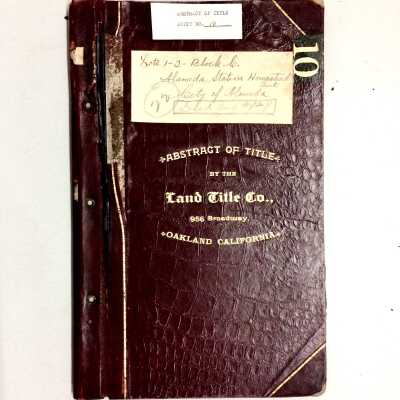 ABSTRACT OF TITLE
10
Lots 1-2-Block C.
Alameda Station Homestead
City of Alameda
10
ABSTRACT OF TITLE
BY THE
Land Title Co.,
956 Broadway,
OAKLAND CALIFORNIA